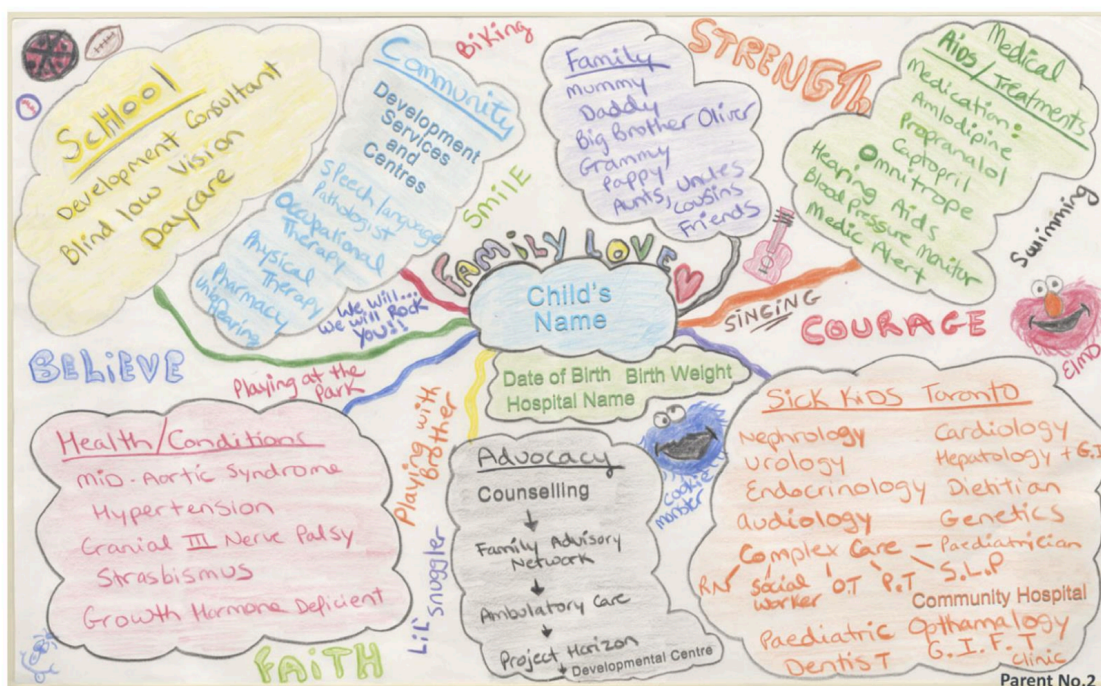 SCHOOL
Development Consultant
Blind low Vision
Daycare
Community
Development
Services
and
Centres
Speech/language
Pathologist
Occupational
Therapy
Physical
Therapy
Pharmacy
Hearing
BiKing
SmilE
Family
mummy
Daddy
Big Brother Oliver
Grammy
Pappy
Aunts, Uncles
Cousins
Friends
STRENGTH
Medical
Aids/Treatments
Medication:
Amlodipine
Propranalol
Captopril
Omnitrope
Hearing Aids
Blood Pressure Monitor
Medic Alert
Swimming
FAMILY LOVE
We Will...
we will Rock
You!!
Child's
Name
SiNGiN
COURAGE
ElmO
BELiEVE
Playing at the
Park
Date of Birth Birth Weight
Hospital Name
Playing with
Brother
Health/Conditions
MiD-Aortic Syndrome
Hypertension
Cranial III Nerve Palsy
Strasbismus
Growth Hormone Deficient
Advocacy
Counselling
Family Advisory
Network
Ambulatory Care
Project Horizon
Developmental Centre
Cookie
monster
Sick KiDS Toronto
Nephrology
Urology
Endocrinology
audiology
Cardiology
Hepatology + G.I
Dietitian
Genetics
Complex Care - Paediatrician
RN Social O.T P.T S.L.P
Worker
Community Hospital
Paediatric Opthamalogy
Dentist G.I.F.T
Clinic
Lil' snuggler
FAiTH
Parent No.2